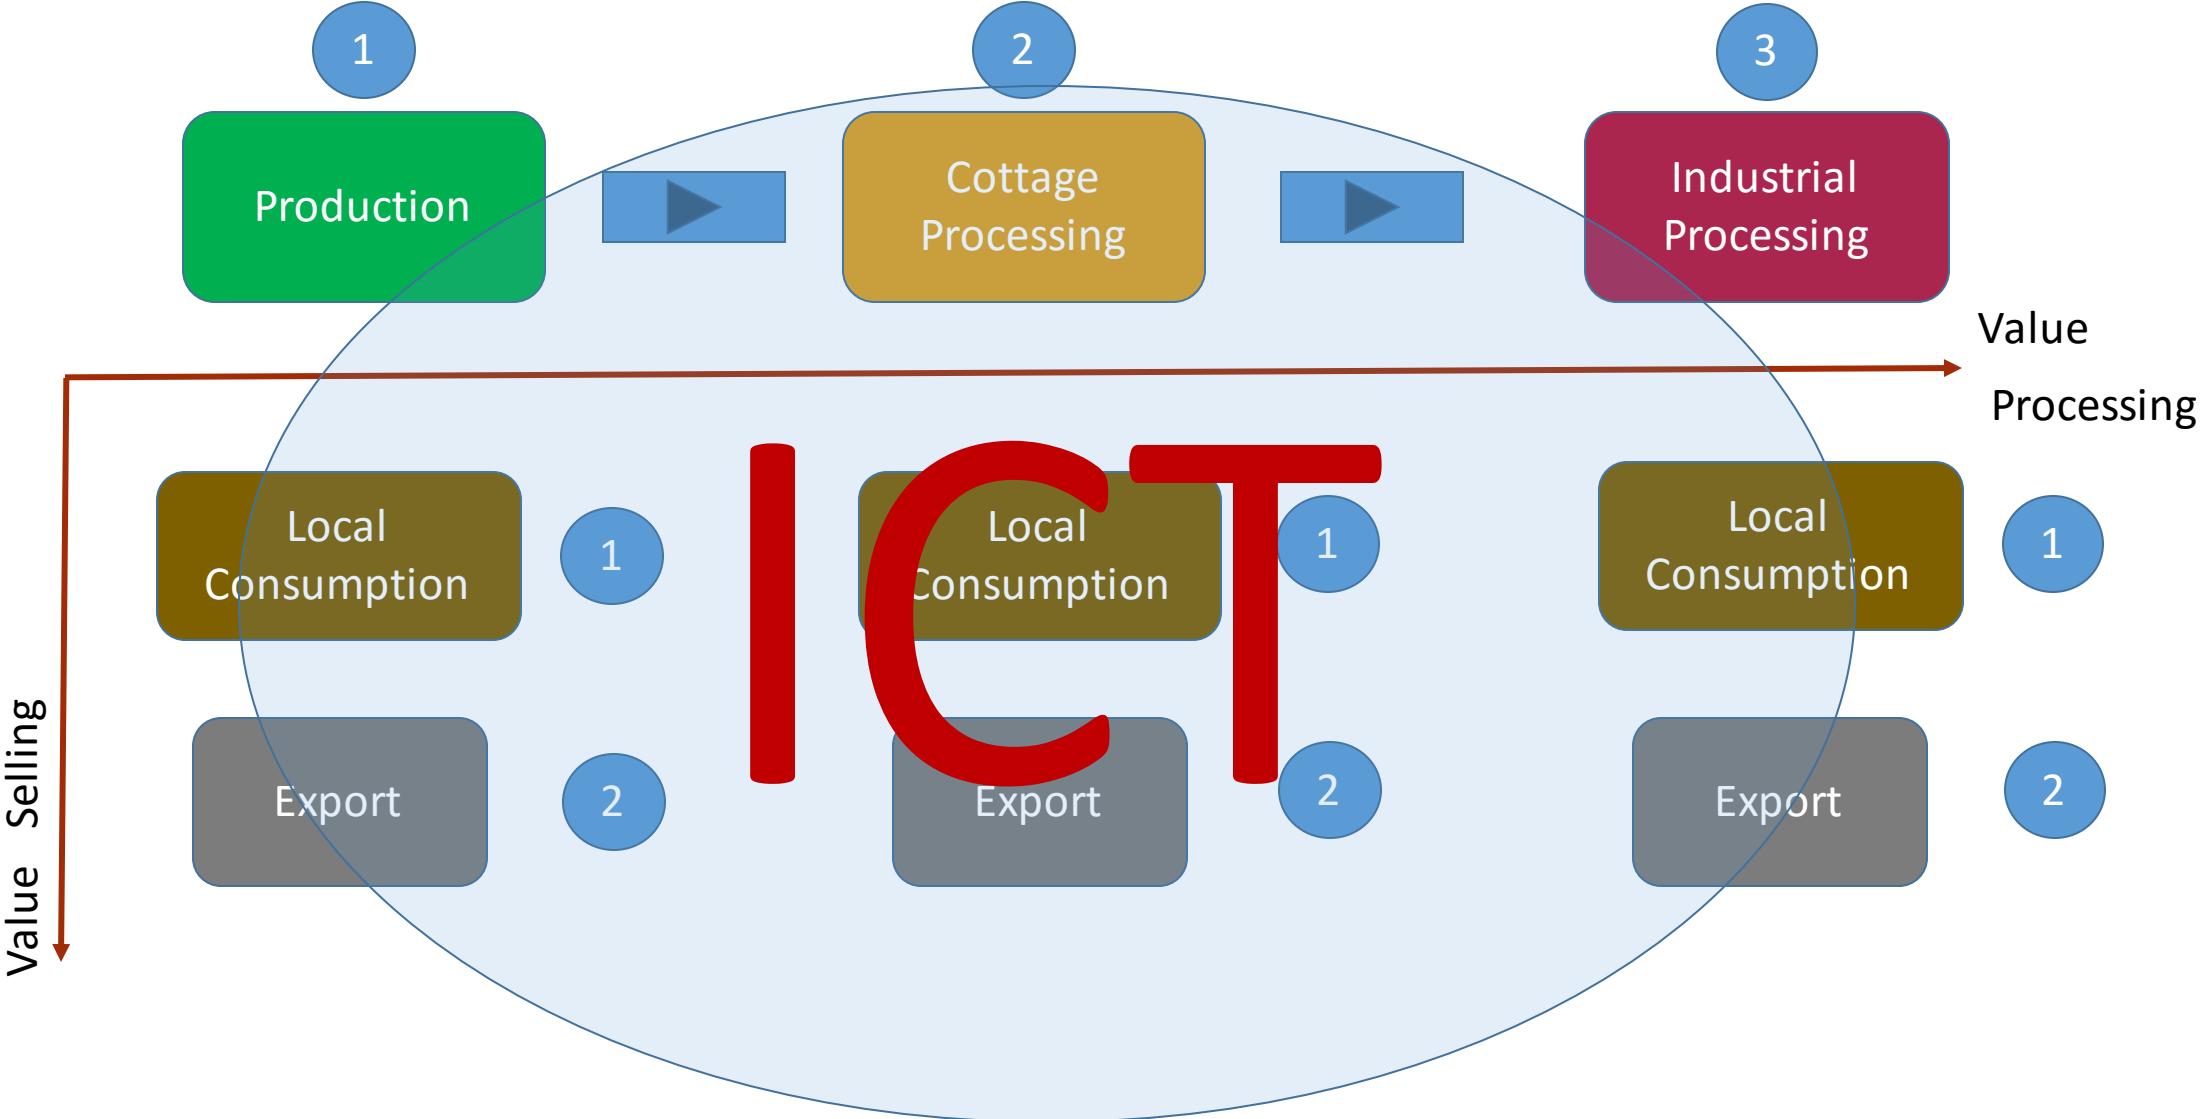 1
2
3
Production
Cottage
Processing
Industrial
Processing
Value
Processing
ICT
Local
Consumption
1
Local
Consumption
1
Local
Consumption
1
Export
2
Export
2
Export
2
Value Selling